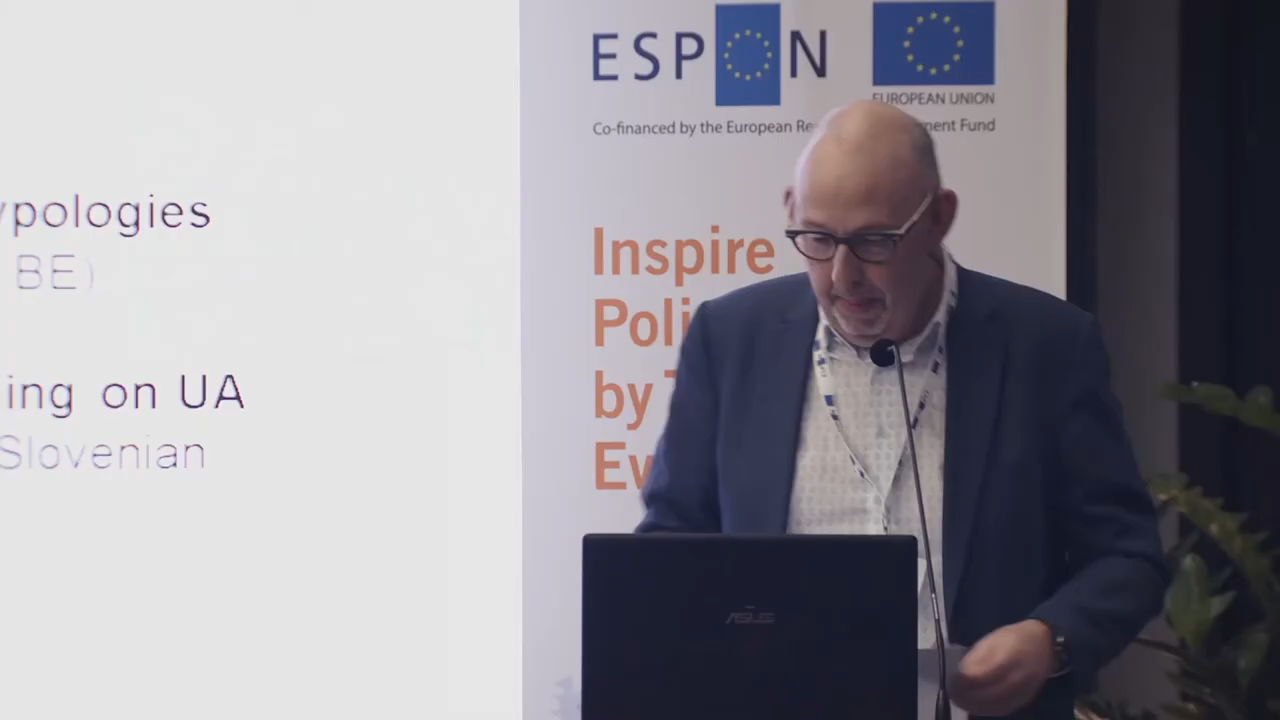 ypologies
BE)
ing on UA
Slovenian
ESPON
EUROPEAN UNION
Co-financed by the European Re ment Fund
Inspire
Poli
by
Ev
ASUS